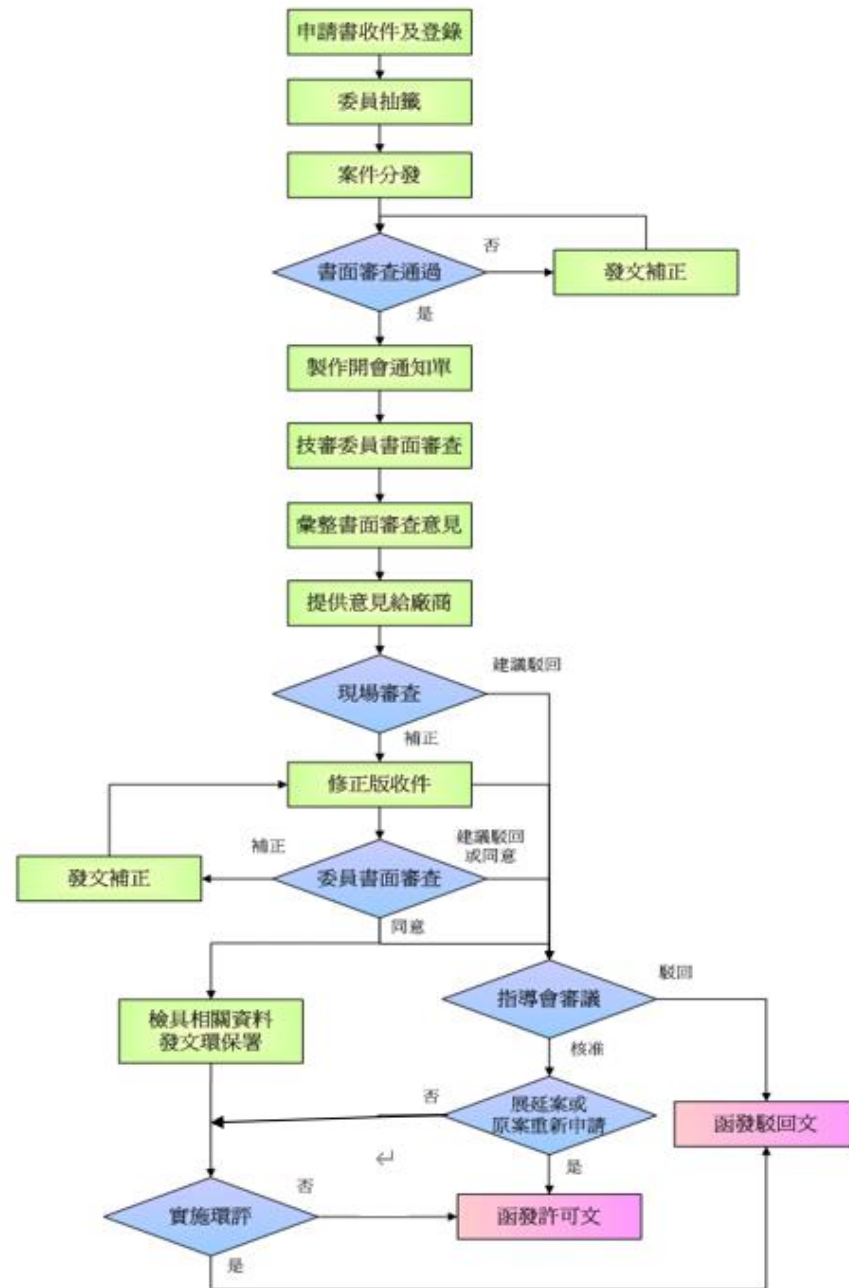 申請書收件及登錄
委員抽籤
案件分發
書面審查通過
否
發文補正
是
製作開會通知單
技審委員書面審查
彙整書面審查意見
提供意見給廠商
現場審查
建議駁回
補正
修正版收件
補正
委員書面審查
建議駁回
或同意
發文補正
同意
指導會審議
駁回
檢具相關資料
發文環保署
核准
否
展延案或
原案重新申請
函發駁回文
是
實施環評
否
函發許可文
是